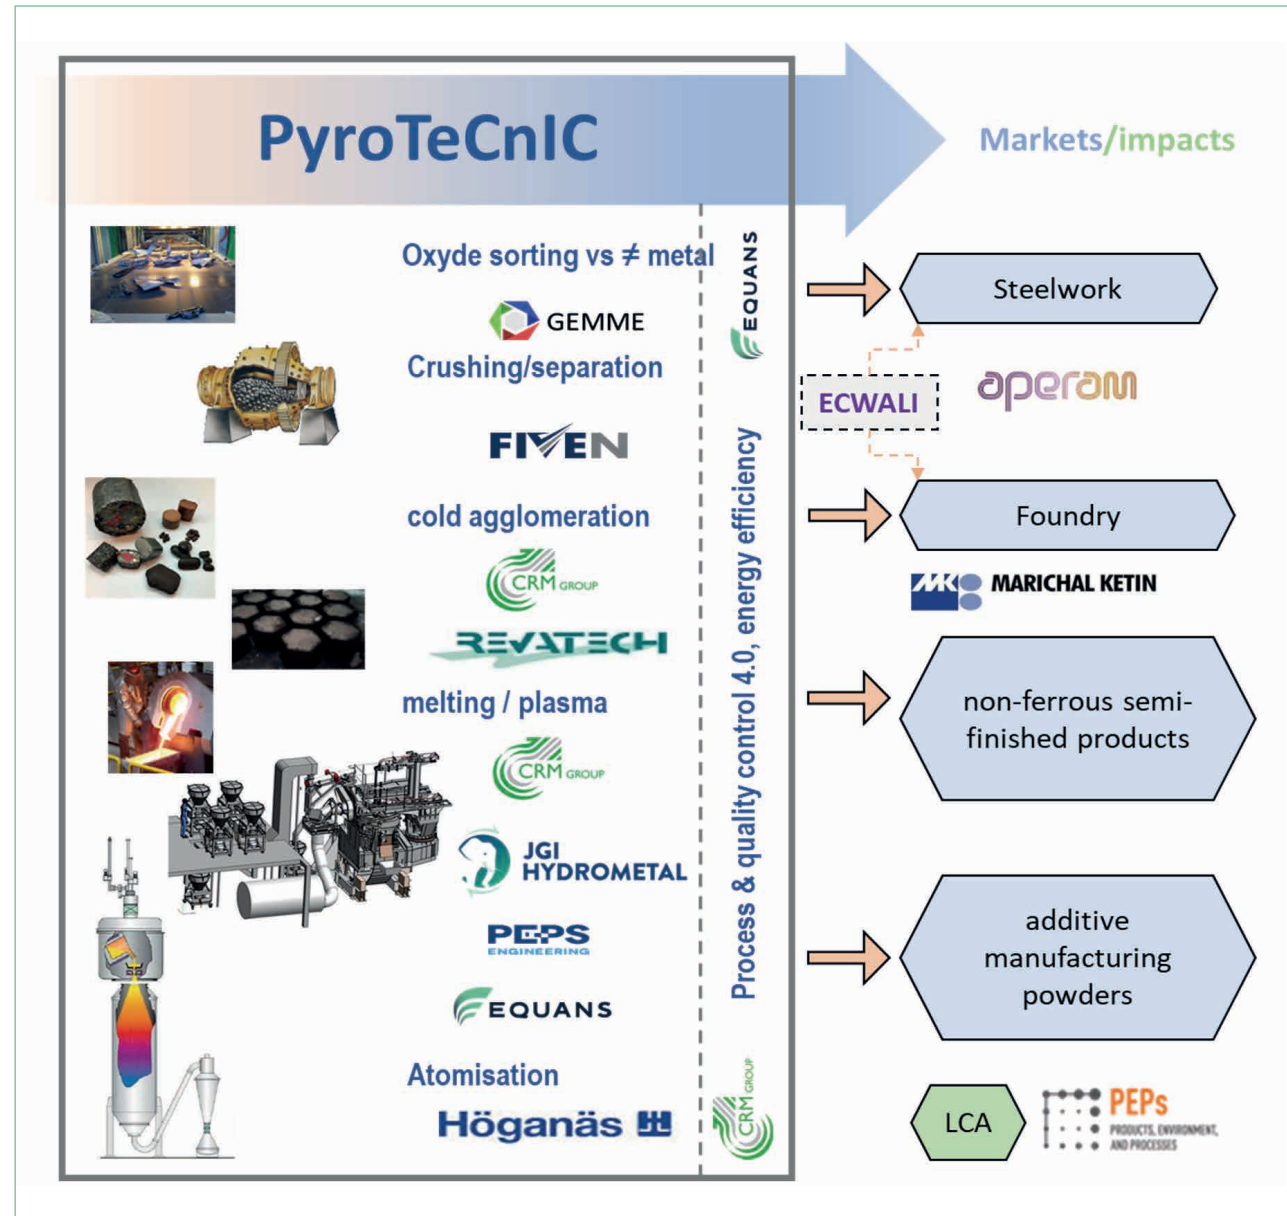 PyroTeCnIC
Markets/impacts
Oxyde sorting vs ≠ metal
GEMME
Crushing/separation
FIVEN
cold agglomeration
CRM GROUP
REVATECH
melting / plasma
CRM GROUP
JGI
HYDROMETAL
PEPS
ENGINEERING
EQUANS
Atomisation
Höganäs
EQUANS
Process & quality control 4.0, energy efficiency
CRM GROUP
Steelwork
ECWALI
aperam
Foundry
MK
MARICHAL KETIN
non-ferrous semi-
finished products
additive
manufacturing
powders
LCA
PEPs
PRODUCTS, ENVIRONMENT,
AND PROCESSES